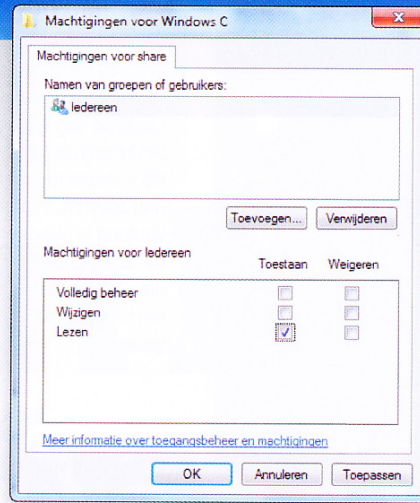 Machtigingen voor Windows C
Machtigingen voor share
Namen van groepen of gebruikers:
Iedereen
Toevoegen... Verwijderen
Machtigingen voor Iedereen Toestaan Weigeren
Volledig beheer
Wijzigen
Lezen
Meer informatie over toegangsbeheer en machtigingen
OK Annuleren Toepassen